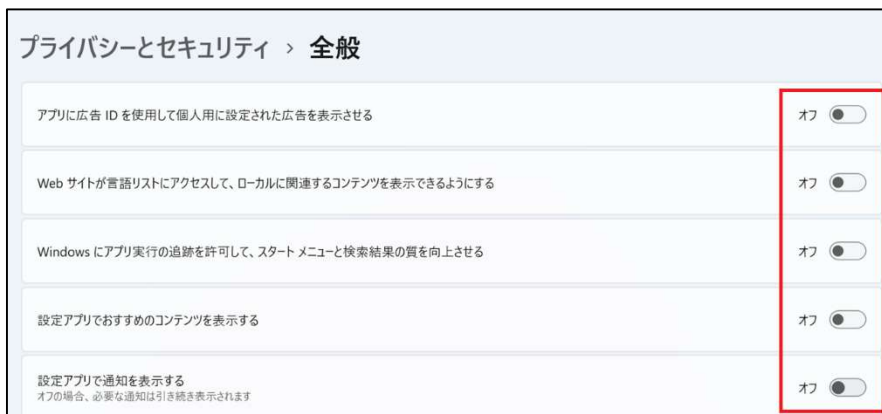 プライバシーとセキュリティ › 全般
アプリに広告 ID を使用して個人用に設定された広告を表示させる オフ
Web サイトが言語リストにアクセスして、ローカルに関連するコンテンツを表示できるようにする オフ
Windows にアプリ実行の追跡を許可して、スタート メニューと検索結果の質を向上させる オフ
設定アプリでおすすめのコンテンツを表示する オフ
設定アプリで通知を表示する オフ
オフの場合、必要な通知は引き続き表示されます